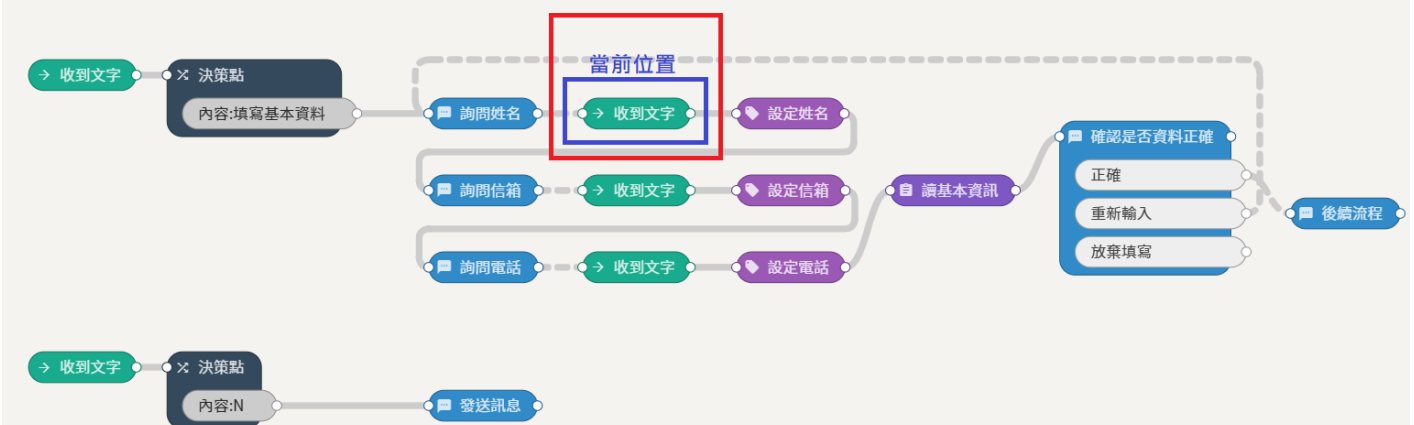 當前位置
收到文字
決策點
內容:填寫基本資料
詢問姓名
收到文字
設定姓名
詢問信箱
收到文字
設定信箱
讀基本資訊
詢問電話
收到文字
設定電話
確認是否資料正確
正確
重新輸入
放棄填寫
後續流程
收到文字
決策點
內容:N
發送訊息